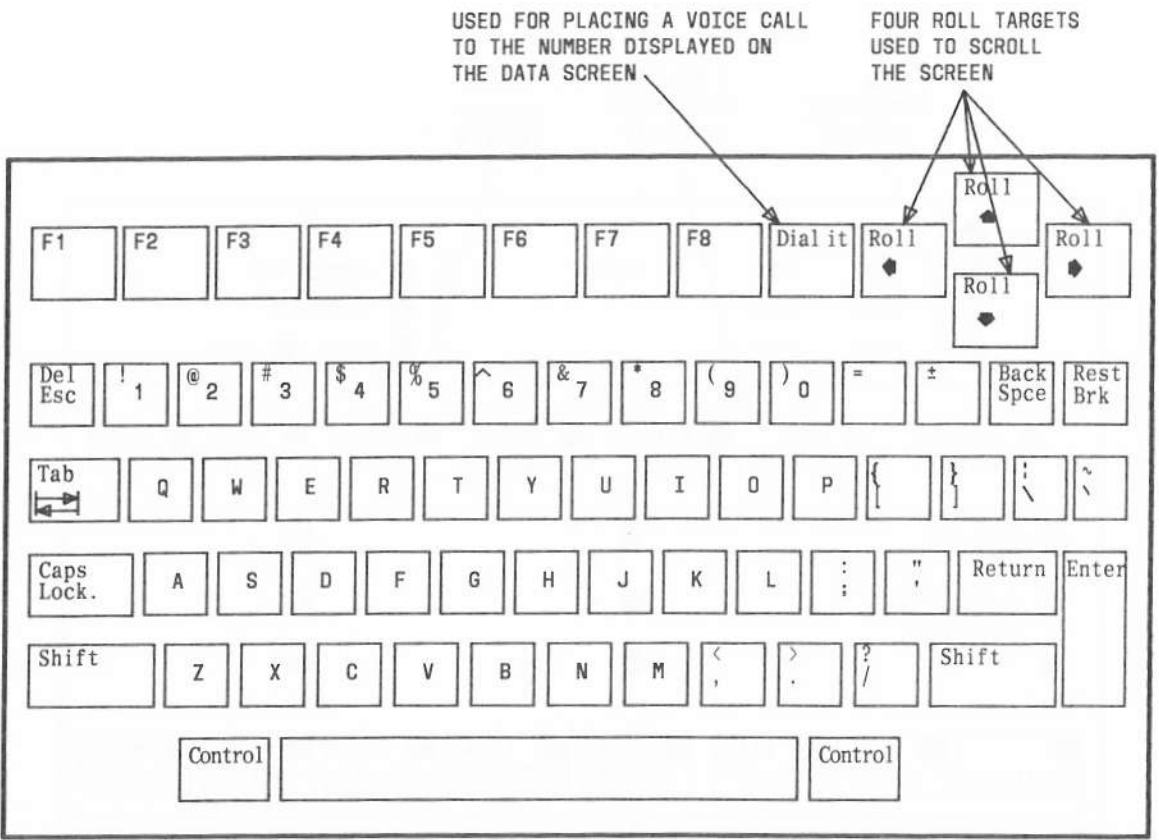 USED FOR PLACING A VOICE CALL
TO THE NUMBER DISPLAYED ON
THE DATA SCREEN
FOUR ROLL TARGETS
USED TO SCROLL
THE SCREEN
Roll
F1 F2 F3 F4 F5 F6 F7 F8 Dial it Roll Roll
Roll
Del ! @ # $ % ^ & * ( ) = ± Back Rest
Esc 1 2 3 4 5 6 7 8 9 0 Spce Brk
Tab Q W E R T Y U I O P { } ¦ ~
[ ] \ `
Caps A S D F G H J K L : " Return Enter
Lock. ; '
Shift Z X C V B N M < > ? Shift
, . /
Control Control